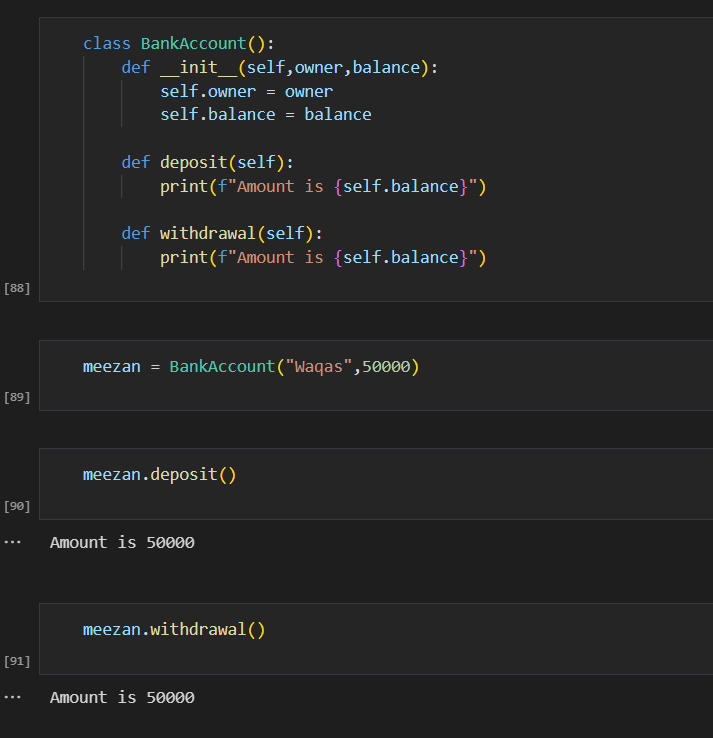 class BankAccount():
    def __init__(self,owner,balance):
        self.owner = owner
        self.balance = balance
    def deposit(self):
        print(f"Amount is {self.balance}")
    def withdrawal(self):
        print(f"Amount is {self.balance}")
[88]
meezan = BankAccount("Waqas",50000)
[89]
meezan.deposit()
[90]
... Amount is 50000
meezan.withdrawal()
[91]
... Amount is 50000